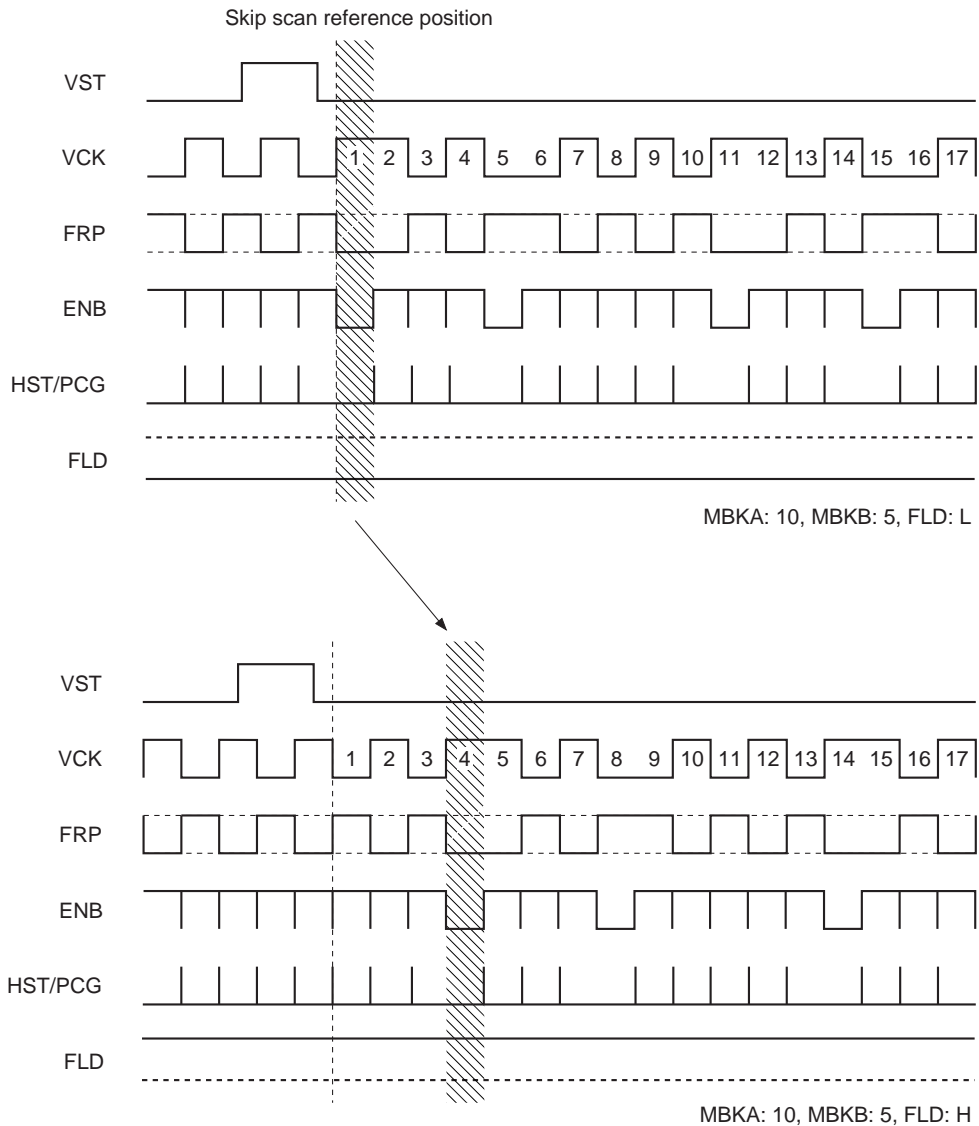 Skip scan reference position
VST
VCK 1 2 3 4 5 6 7 8 9 10 11 12 13 14 15 16 17
FRP
ENB
HST/PCG
FLD
MBKA: 10, MBKB: 5, FLD: L
VST
VCK 1 2 3 4 5 6 7 8 9 10 11 12 13 14 15 16 17
FRP
ENB
HST/PCG
FLD
MBKA: 10, MBKB: 5, FLD: H